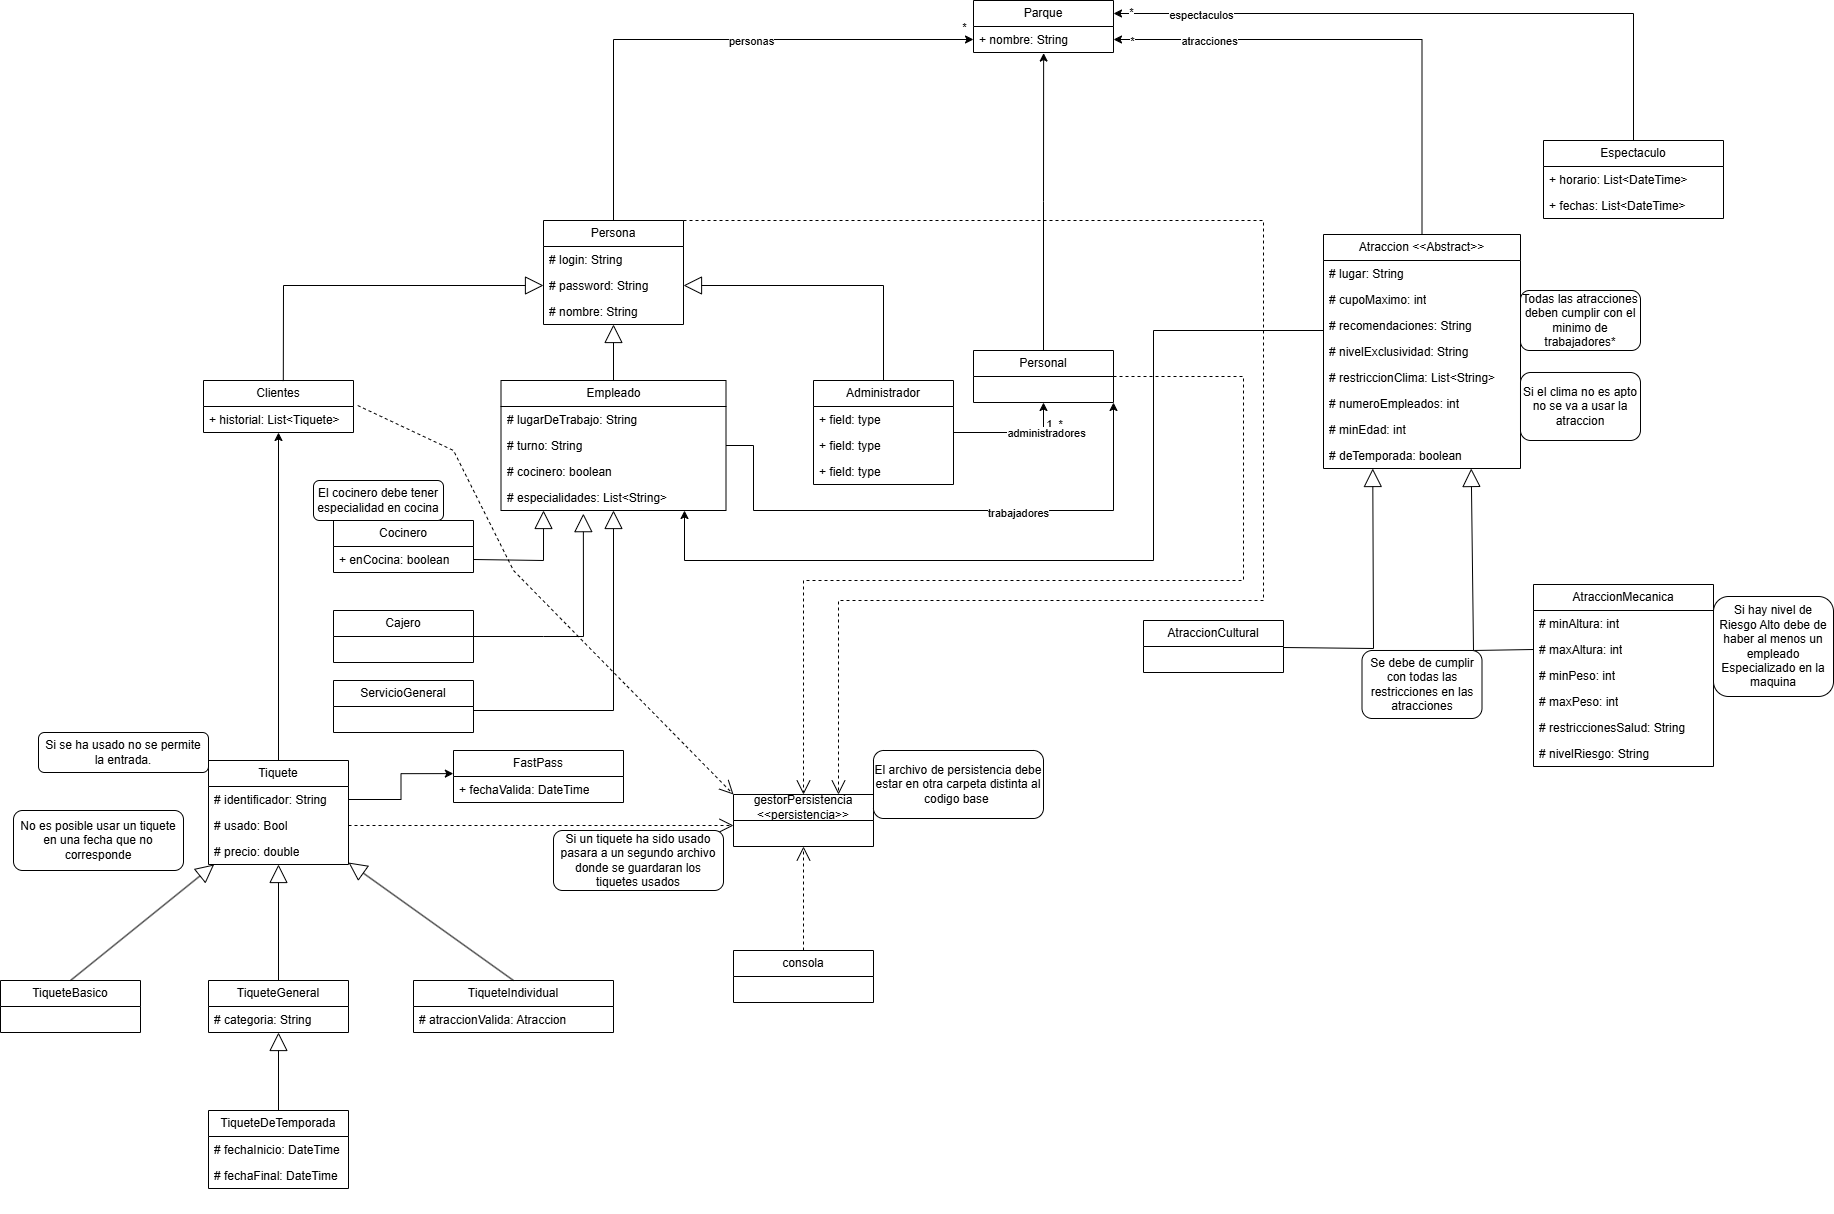 Parque
+ nombre: String
*
espectaculos
*
atracciones
*
personas
Espectaculo
+ horario: List<DateTime>
+ fechas: List<DateTime>
Persona
# login: String
# password: String
# nombre: String
Atraccion <<Abstract>>
# lugar: String
# cupoMaximo: int
# recomendaciones: String
# nivelExclusividad: String
# restriccionClima: List<String>
# numeroEmpleados: int
# minEdad: int
# deTemporada: boolean
Todas las atracciones
deben cumplir con el
minimo de
trabajadores*
Si el clima no es apto
no se va a usar la
atraccion
Personal
Clientes
+ historial: List<Tiquete>
Empleado
# lugarDeTrabajo: String
# turno: String
# cocinero: boolean
# especialidades: List<String>
Administrador
+ field: type
+ field: type
+ field: type
1 *
administradores
trabajadores
El cocinero debe tener
especialidad en cocina
Cocinero
+ enCocina: boolean
Cajero
ServicioGeneral
AtraccionCultural
Se debe de cumplir
con todas las
restricciones en las
atracciones
AtraccionMecanica
# minAltura: int
# maxAltura: int
# minPeso: int
# maxPeso: int
# restriccionesSalud: String
# nivelRiesgo: String
Si hay nivel de
Riesgo Alto debe de
haber al menos un
empleado
Especializado en la
maquina
Si se ha usado no se permite
la entrada.
Tiquete
# identificador: String
# usado: Bool
# precio: double
No es posible usar un tiquete
en una fecha que no
corresponde
FastPass
+ fechaValida: DateTime
gestorPersistencia
<<persistencia>>
El archivo de persistencia debe
estar en otra carpeta distinta al
codigo base
Si un tiquete ha sido usado
pasara a un segundo archivo
donde se guardaran los
tiquetes usados
consola
TiqueteBasico
TiqueteGeneral
# categoria: String
TiqueteIndividual
# atraccionValida: Atraccion
TiqueteDeTemporada
# fechaInicio: DateTime
# fechaFinal: DateTime